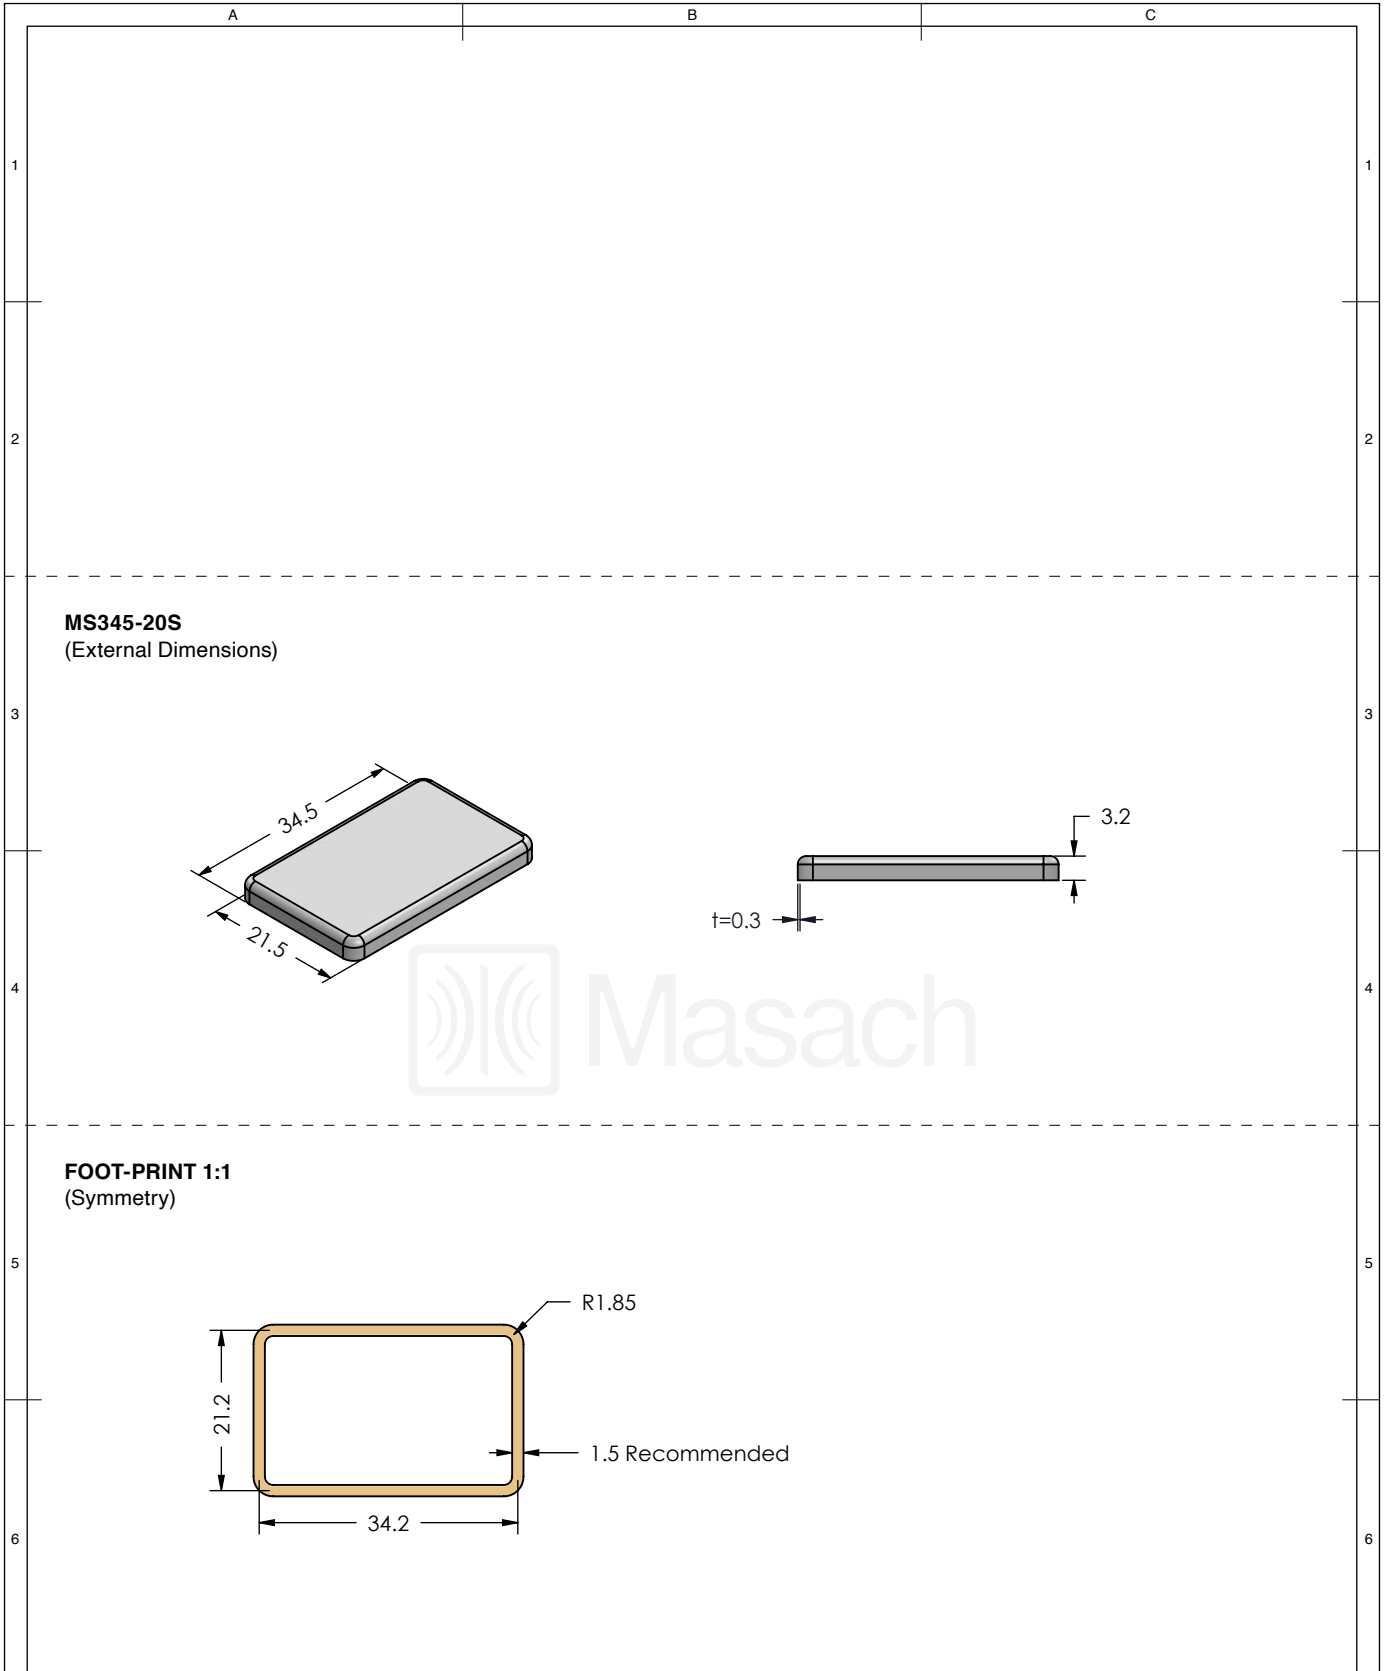 A B C
1 1
2 2
MS345-20S
(External Dimensions)
3 3
34.5
3.2
21.5
t=0.3
4 4
Masach
FOOT-PRINT 1:1
(Symmetry)
5 5
R1.85
21.2
1.5 Recommended
34.2
6 6